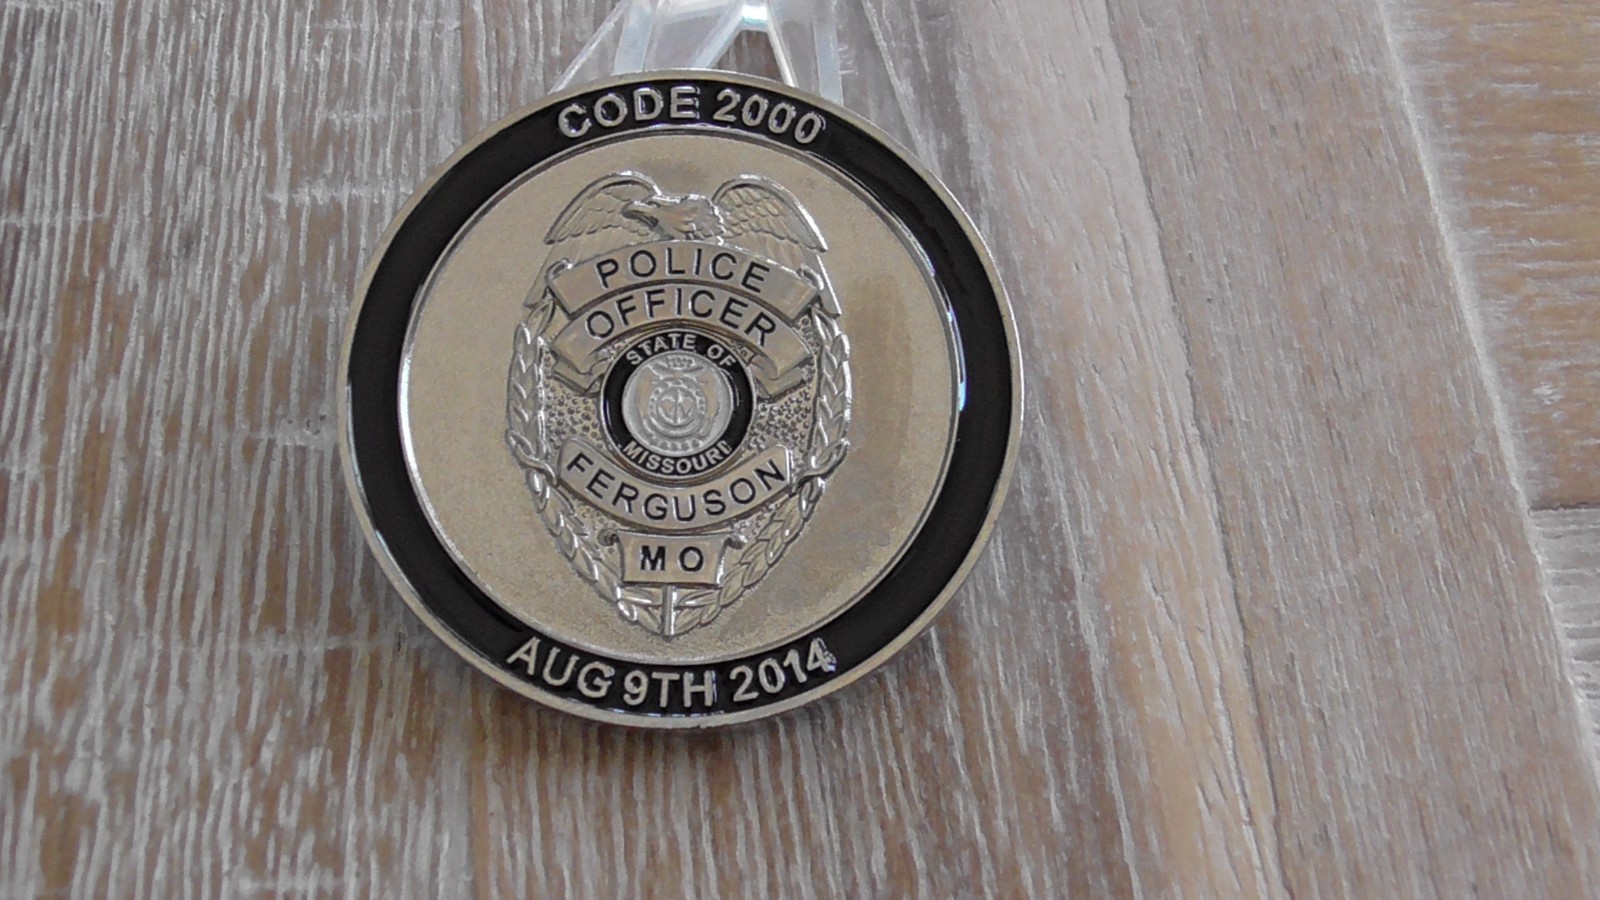 CODE 2000
POLICE
OFFICER
STATE OF
MISSOURI
FERGUSON
MO
AUG 9TH 2014